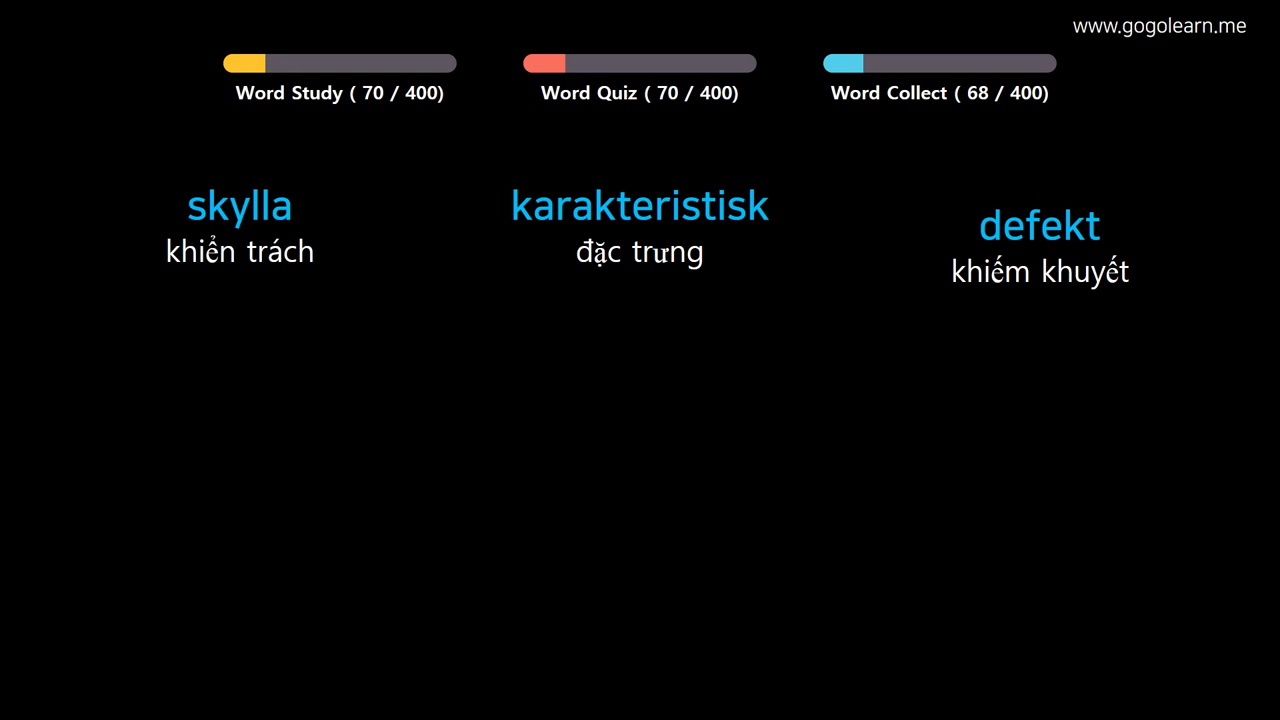 www.gogolearn.me
Word Study ( 70 / 400)
Word Quiz ( 70 / 400)
Word Collect ( 68 / 400)
skylla
khiển trách
karakteristisk
đặc trưng
defekt
khiếm khuyết